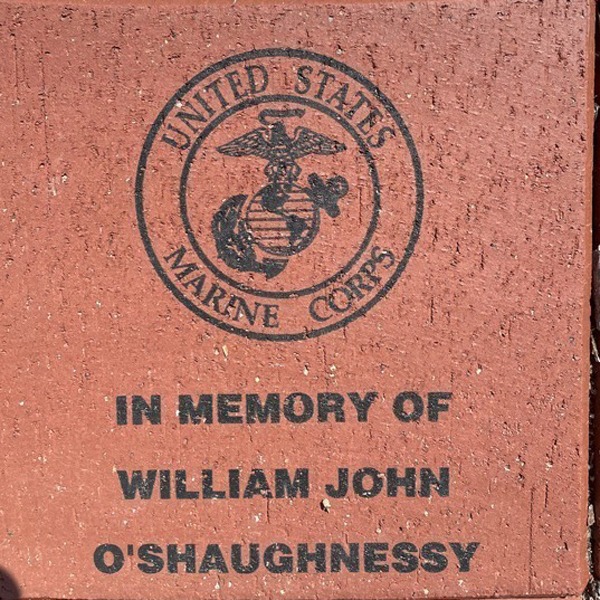 UNITED STATES
MARINE CORPS
IN MEMORY OF
WILLIAM JOHN
O'SHAUGHNESSY